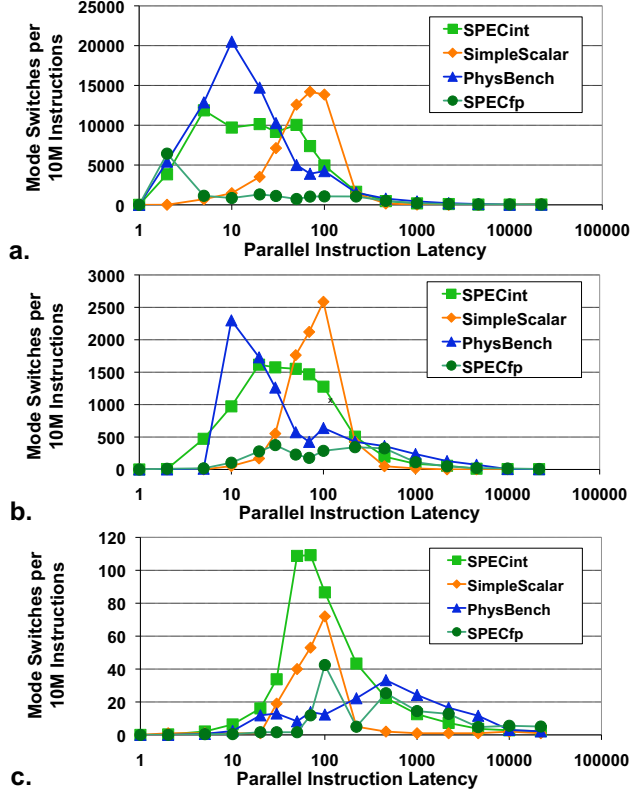 25000
20000
15000
10000
5000
0
Mode Switches per
10M Instructions
SPECint
SimpleScalar
PhysBench
SPECfp
1 10 100 1000 10000 100000
a. Parallel Instruction Latency
3000
2500
2000
1500
1000
500
0
Mode Switches per
10M Instructions
SPECint
SimpleScalar
PhysBench
SPECfp
x
1 10 100 1000 10000 100000
b. Parallel Instruction Latency
120
100
80
60
40
20
0
Mode Switches per
10M Instructions
SPECint
SimpleScalar
PhysBench
SPECfp
1 10 100 1000 10000 100000
c. Parallel Instruction Latency